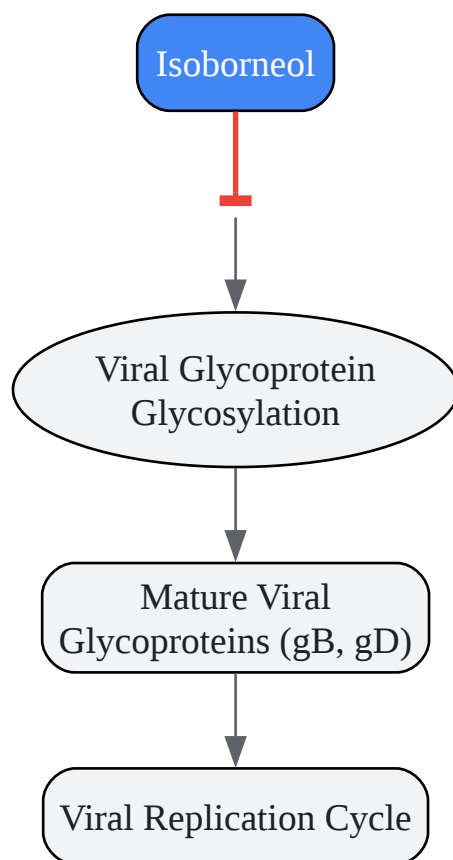 Isoborneol
Viral Glycoprotein
Glycosylation
Mature Viral
Glycoproteins (gB, gD)
Viral Replication Cycle